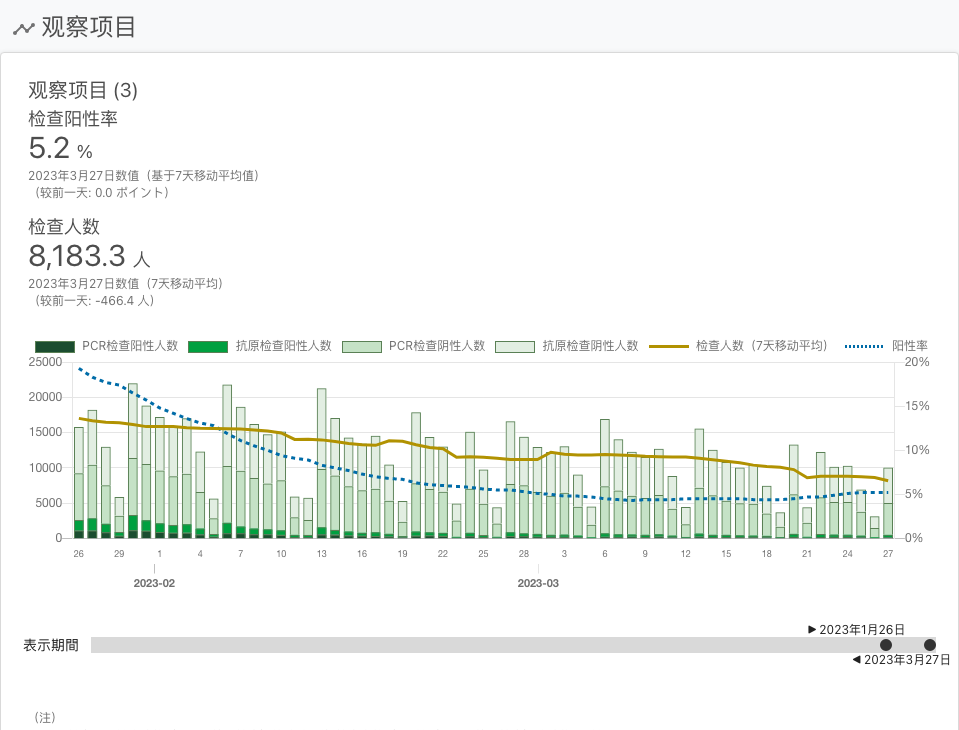 观察项目
观察项目 (3)
检查阳性率
5.2 %
2023年3月27日数值（基于7天移动平均值）
（较前一天: 0.0 ポイント）
检查人数
8,183.3 人
2023年3月27日数值（7天移动平均）
（较前一天: -466.4 人）
PCR检查阳性人数 抗原检查阳性人数 PCR检查阴性人数 抗原检查阴性人数 检查人数（7天移动平均） 阳性率
25000 20%
20000
15% 
15000
10000 10%
5000 5%
0 0%
26 29 1 4 7 10 13 16 19 22 25 28 3 6 9 12 15 18 21 24 27
2023-02 2023-03
▶ 2023年1月26日
表示期間
◀ 2023年3月27日
（注）